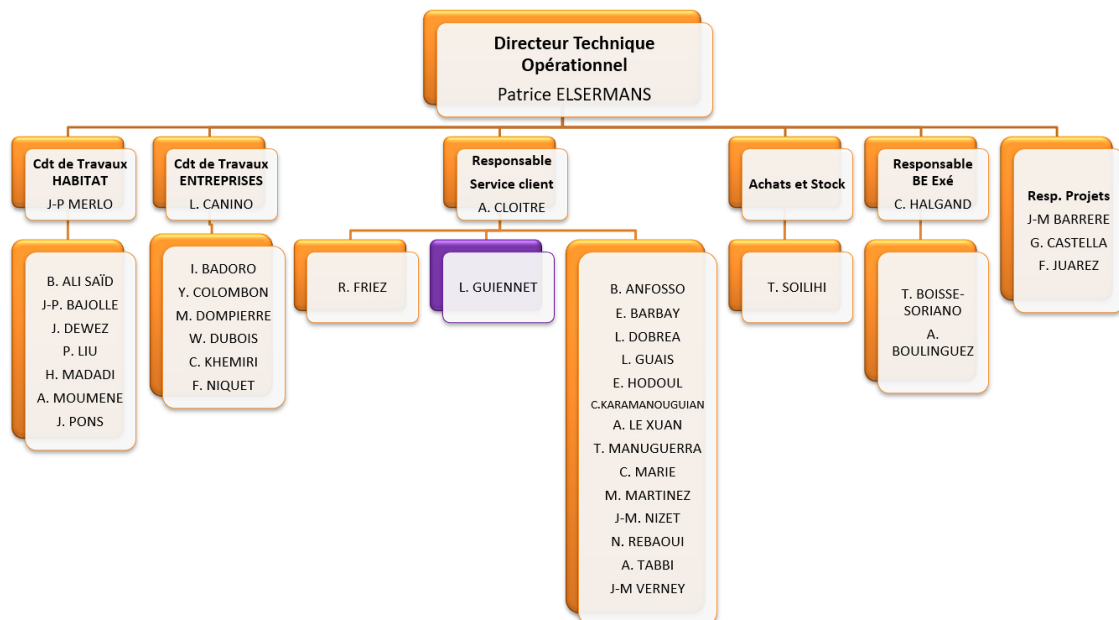 Directeur Technique
Opérationnel
Patrice ELSERMANS
Cdt de Travaux
HABITAT
J-P MERLO
Cdt de Travaux
ENTREPRISES
L. CANINO
Responsable
Service client
A. CLOITRE
Achats et Stock
Responsable
BE Exé
C. HALGAND
Resp. Projets
J-M BARRERE
G. CASTELLA
F. JUAREZ
B. ALI SAÏD
J-P. BAJOLLE
J. DEWEZ
P. LIU
H. MADADI
A. MOUMENE
J. PONS
I. BADORO
Y. COLOMBON
M. DOMPIERRE
W. DUBOIS
C. KHEMIRI
F. NIQUET
R. FRIEZ
L. GUIENNET
B. ANFOSSO
E. BARBAY
L. DOBREA
L. GUAIS
E. HODOUL
C.KARAMANOUGUIAN
A. LE XUAN
T. MANUGUERRA
C. MARIE
M. MARTINEZ
J-M. NIZET
N. REBAOUI
A. TABBI
J-M VERNEY
T. SOILIHI
T. BOISSE-
SORIANO
A.
BOULINGUEZ